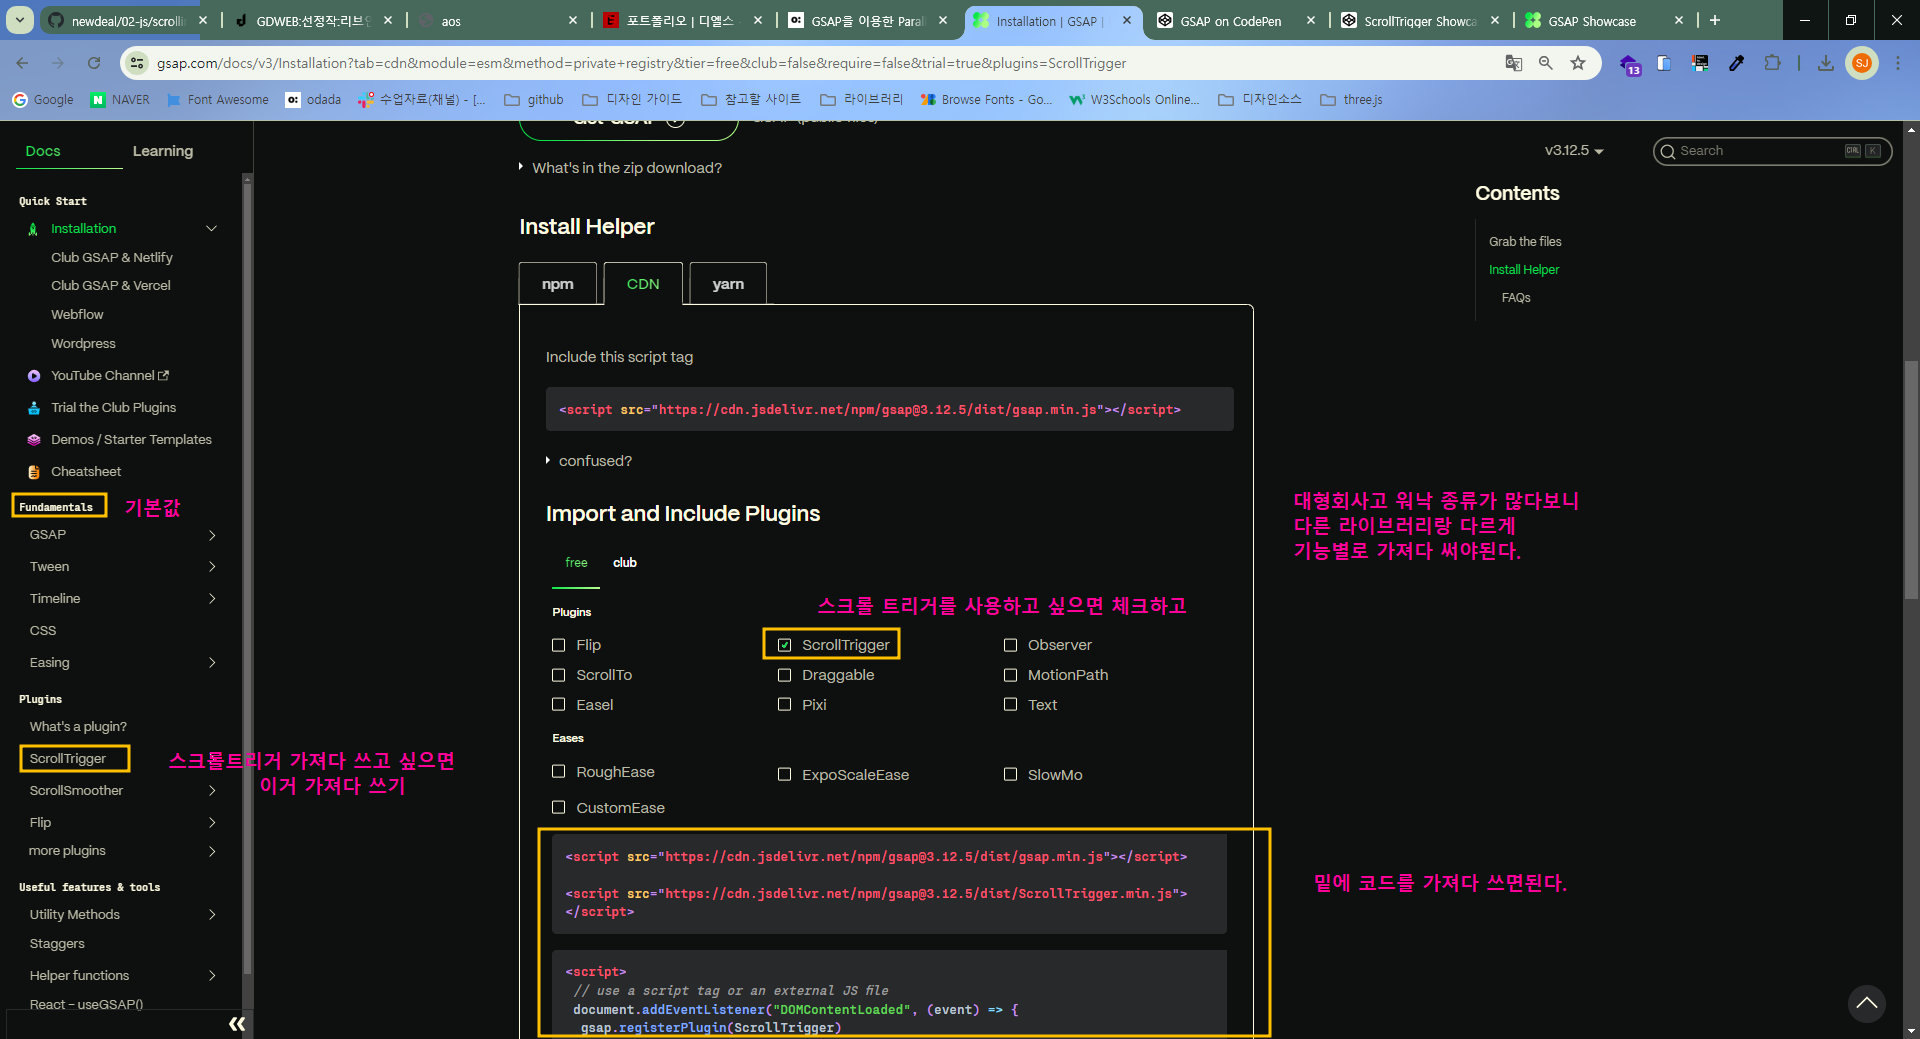 newdeal/02-js/scrollin
GDWEB:선정작:리브인
aos
포트폴리오 | 디엘스
GSAP을 이용한 Paral
Installation | GSAP |
GSAP on CodePen
ScrollTrigger Showca
GSAP Showcase
gsap.com/docs/v3/Installation?tab=cdn&module=esm&method=private+registry&tier=free&club=false&require=false&trial=true&plugins=ScrollTrigger
13
SJ
Google
NAVER
Font Awesome
odada
수업자료(채널) - [...
github
디자인 가이드
참고할 사이트
라이브러리
Browse Fonts - Go...
W3Schools Online...
디자인소스
three.js
Docs
Learning
Quick Start
Installation
Club GSAP & Netlify
Club GSAP & Vercel
Webflow
Wordpress
YouTube Channel
Trial the Club Plugins
Demos / Starter Templates
Cheatsheet
Fundamentals
기본값
GSAP
Tween
Timeline
CSS
Easing
Plugins
What's a plugin?
ScrollTrigger
스크롤트리거 가져다 쓰고 싶으면
이거 가져다 쓰기
ScrollSmoother
Flip
more plugins
Useful features & tools
Utility Methods
Staggers
Helper functions
React - useGSAP()
What's in the zip download?
Install Helper
npm
CDN
yarn
Include this script tag
<script src="https://cdn.jsdelivr.net/npm/gsap@3.12.5/dist/gsap.min.js"></script>
confused?
Import and Include Plugins
free
club
스크롤 트리거를 사용하고 싶으면 체크하고
Plugins
Flip
ScrollTrigger
Observer
ScrollTo
Draggable
MotionPath
Easel
Pixi
Text
Eases
RoughEase
ExpoScaleEase
SlowMo
CustomEase
<script src="https://cdn.jsdelivr.net/npm/gsap@3.12.5/dist/gsap.min.js"></script>
<script src="https://cdn.jsdelivr.net/npm/gsap@3.12.5/dist/ScrollTrigger.min.js">
</script>
<script>
// use a script tag or an external JS file
document.addEventListener("DOMContentLoaded", (event) => {
gsap.registerPlugin(ScrollTrigger)
v3.12.5
Search
CTRL K
Contents
Grab the files
Install Helper
FAQs
대형회사고 워낙 종류가 많다보니
다른 라이브러리랑 다르게
기능별로 가져다 써야된다.
밑에 코드를 가져다 쓰면된다.